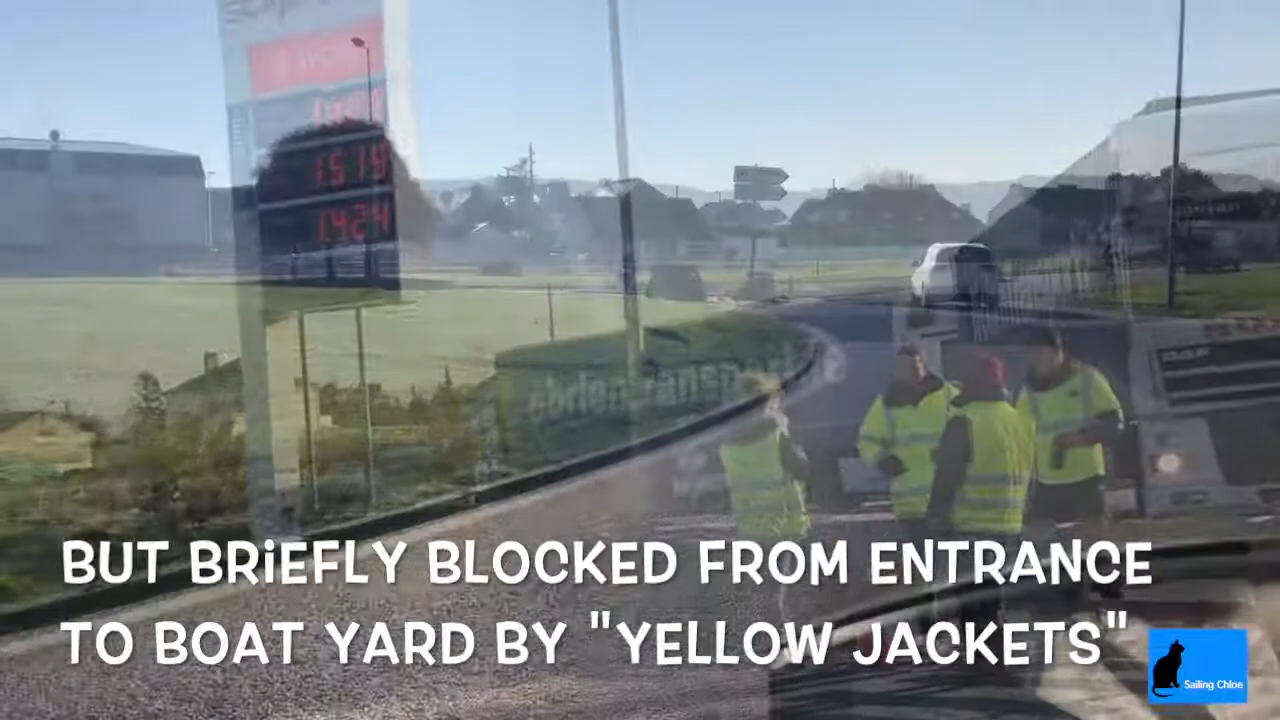 1.519
1.424
BUT BRiEFLY BLOCKED FROM ENTRANCE
TO BOAT YARD BY "YELLOW JACKETS"
Sailing Chloe